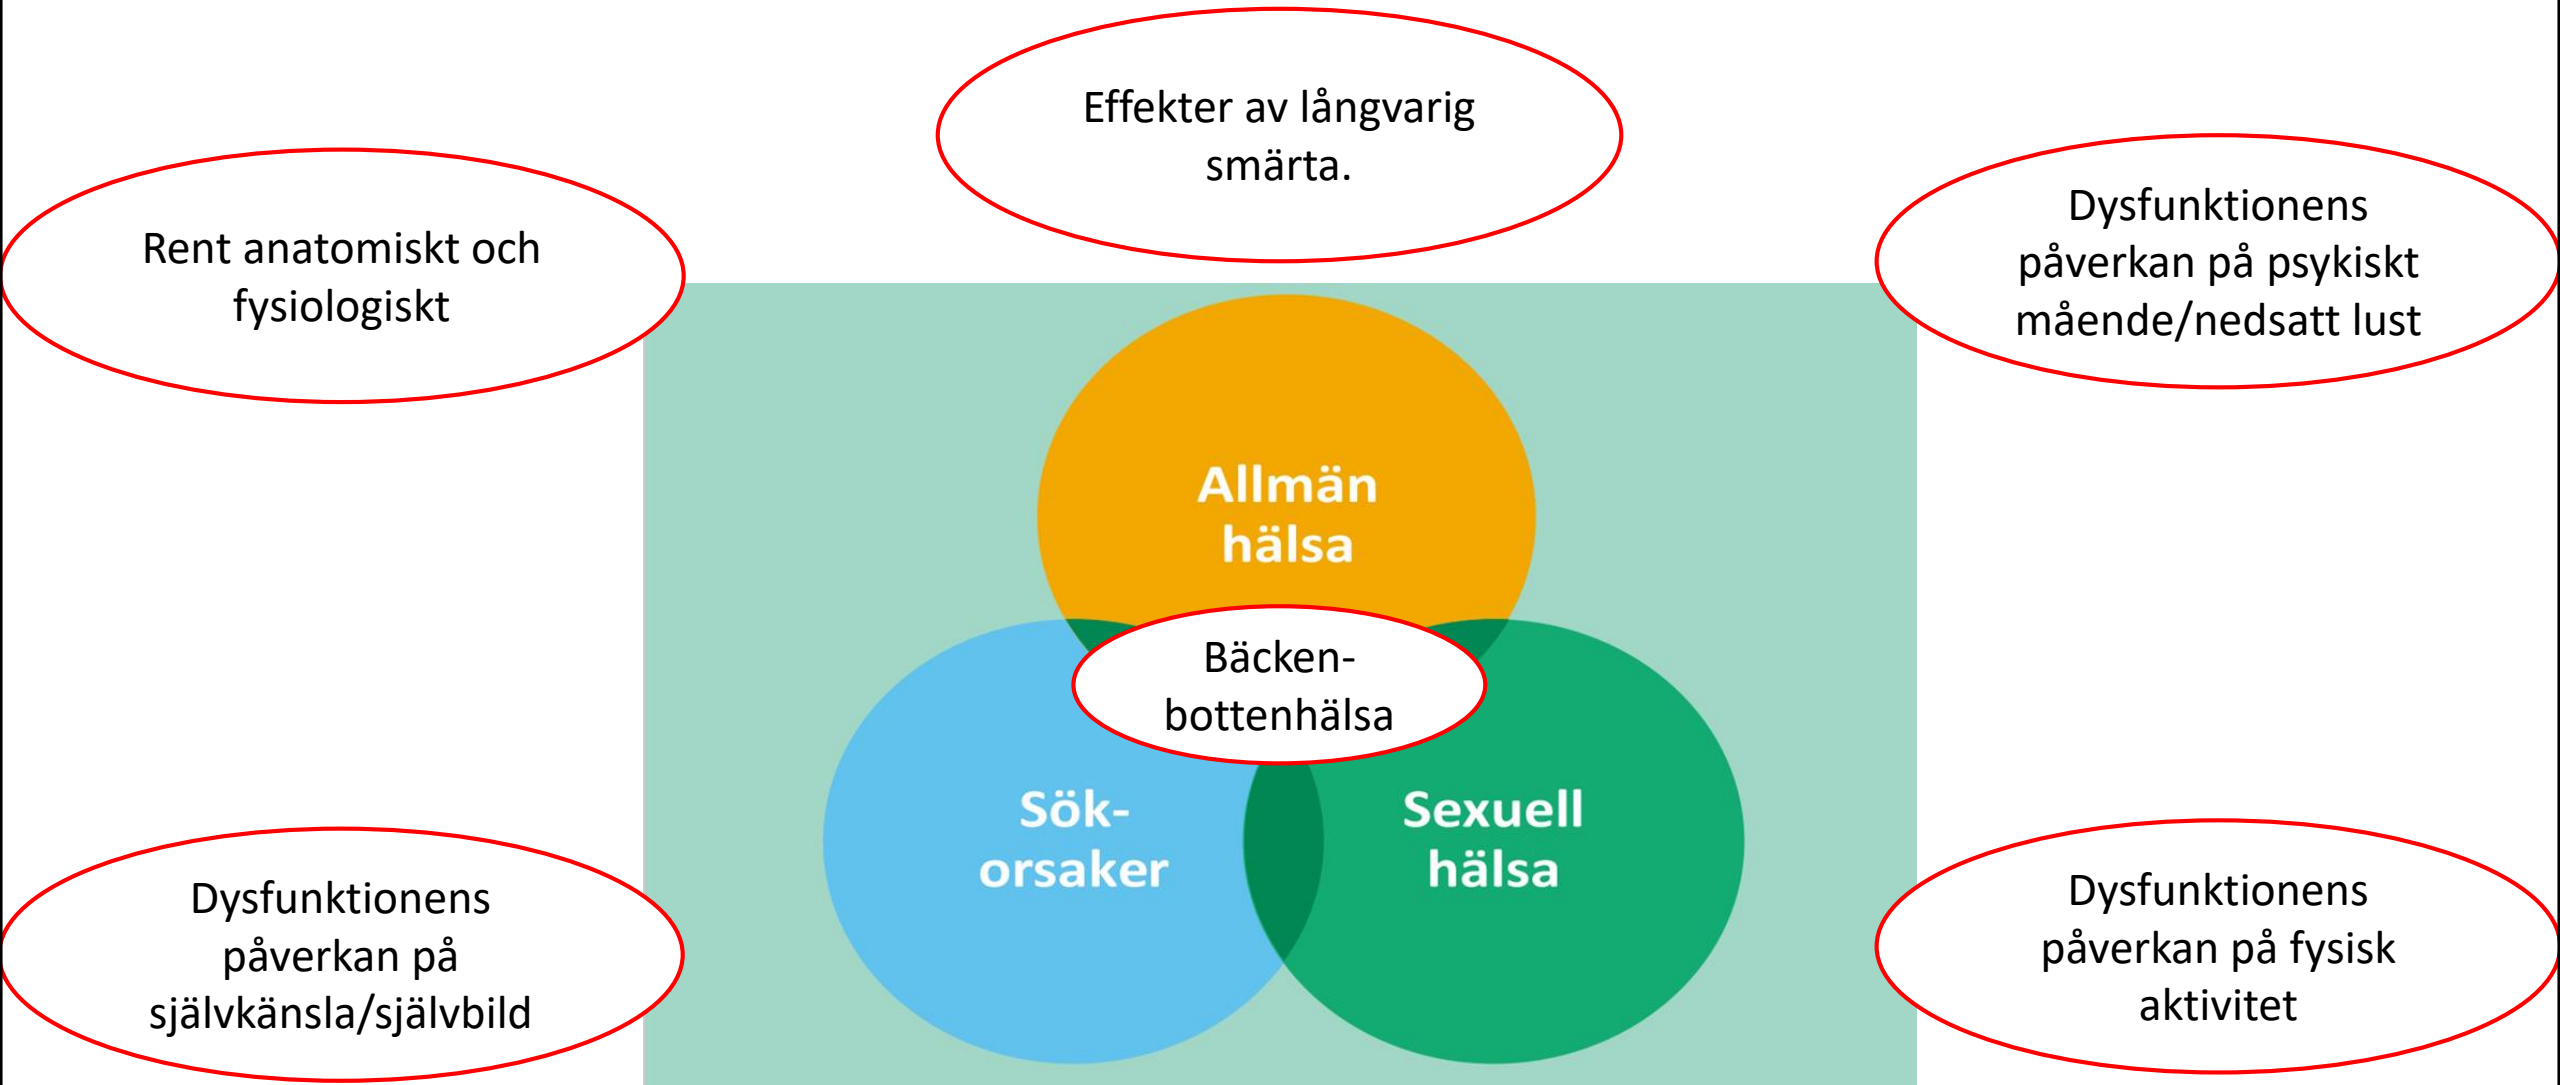 Effekter av långvarig
smärta.
Rent anatomiskt och
fysiologiskt
Dysfunktionens
påverkan på psykiskt
mående/nedsatt lust
Allmän
hälsa
Bäcken-
bottenhälsa
Sök-
orsaker
Sexuell
hälsa
Dysfunktionens
påverkan på
självkänsla/självbild
Dysfunktionens
påverkan på fysisk
aktivitet